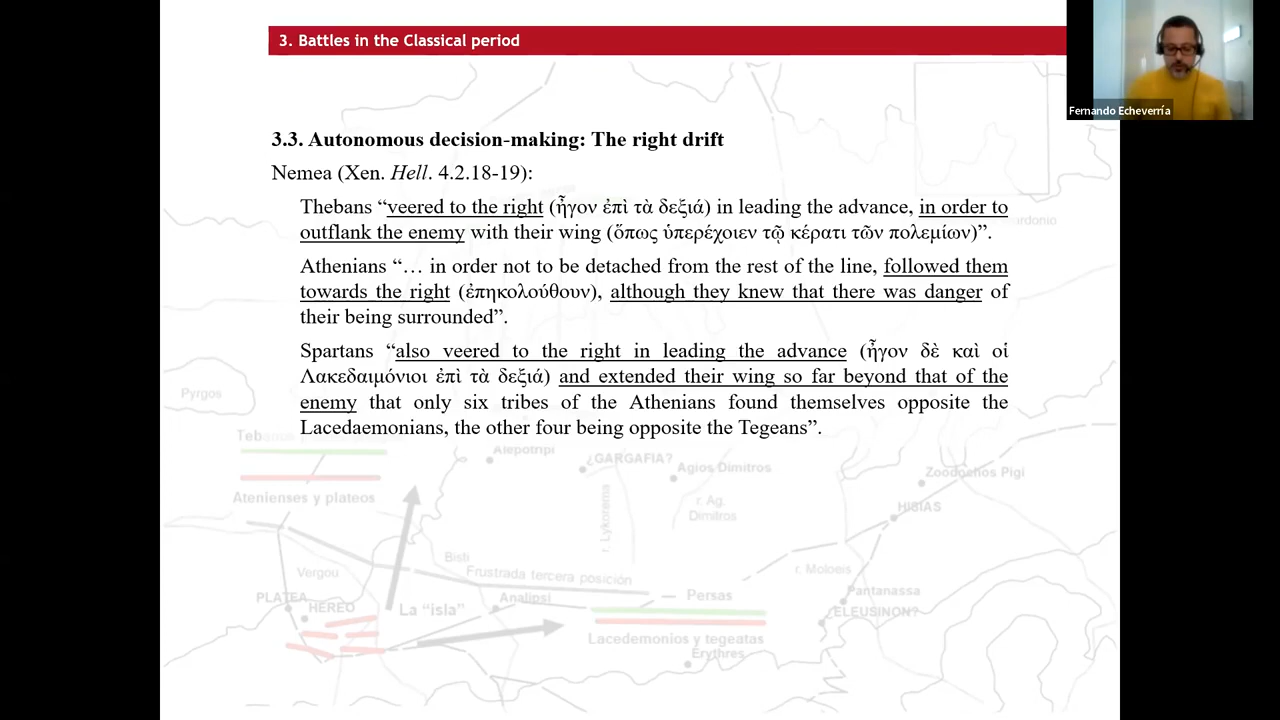 3. Battles in the Classical period
Fernando Echeverría
3.3. Autonomous decision-making: The right drift
Nemea (Xen. Hell. 4.2.18-19):
Thebans “veered to the right (ἦγον ἐπὶ τὰ δεξιά) in leading the advance, in order to
outflank the enemy with their wing (ὅπως ὑπερέχοιεν τῷ κέρατι τῶν πολεμίων)”.
Athenians “… in order not to be detached from the rest of the line, followed them
towards the right (ἐπηκολούθουν), although they knew that there was danger of
their being surrounded”.
Spartans “also veered to the right in leading the advance (ἦγον δὲ καὶ οἱ
Λακεδαιμόνιοι ἐπὶ τὰ δεξιά) and extended their wing so far beyond that of the
enemy that only six tribes of the Athenians found themselves opposite the
Lacedaemonians, the other four being opposite the Tegeans”.
Pyrgos
¿GARGAFIA?
Agios Dimitros
Zoodochos Pigi
Atenienses y plateos
r. Lykorema
r. Ag.
Dimitros
HISIAS
Bisti
Vergou
Frustrada tercera posición
r. Moloeis
Pantanassa
PLATEA
HEREO
La “isla”
Analipsi
Persas
ELEUSINON?
Lacedemonios y tegeatas
Erythres